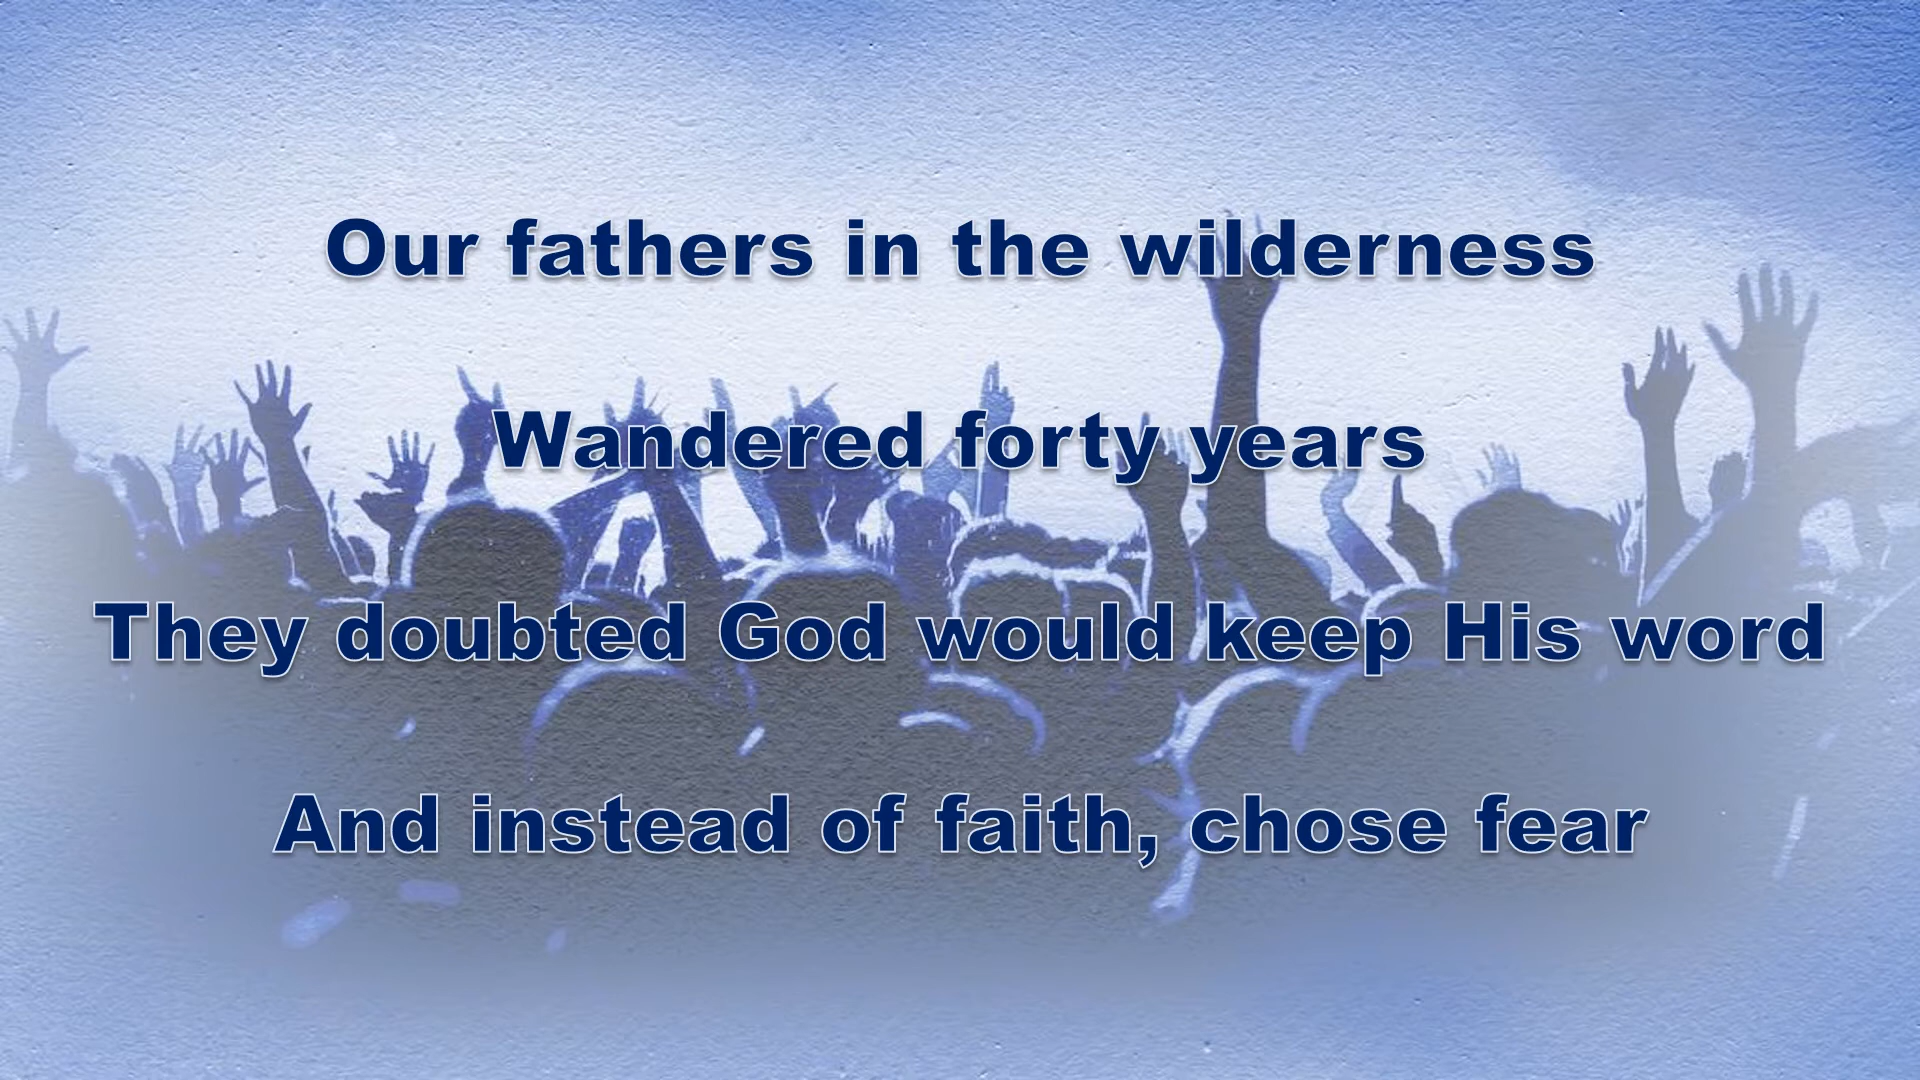 Our fathers in the wilderness
Wandered forty years
They doubted God would keep His word
And instead of faith, chose fear